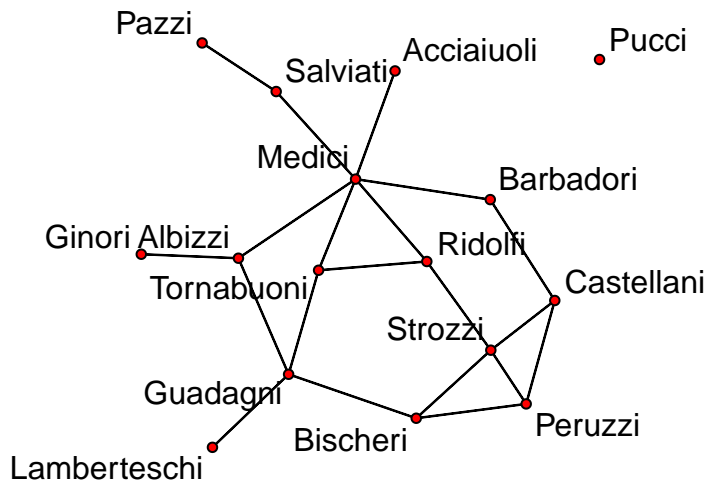 Pazzi
Acciaiuoli
Pucci
Salviati
Medici
Barbadori
Ginori
Albizzi
Ridolfi
Tornabuoni
Castellani
Strozzi
Guadagni
Bischeri
Peruzzi
Lamberteschi